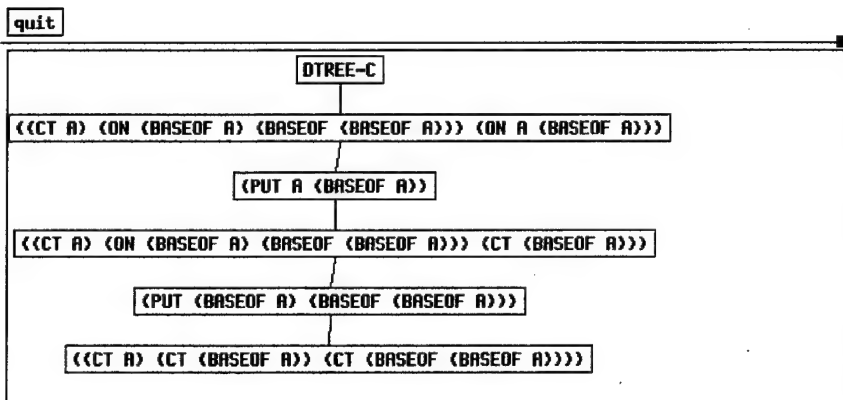 quit
DTREE-C
((CT A) (ON (BASEOF A) (BASEOF (BASEOF A))) (ON A (BASEOF A)))
(PUT A (BASEOF A))
((CT A) (ON (BASEOF A) (BASEOF (BASEOF A))) (CT (BASEOF A)))
(PUT (BASEOF A) (BASEOF (BASEOF A)))
((CT A) (CT (BASEOF A)) (CT (BASEOF (BASEOF A))))